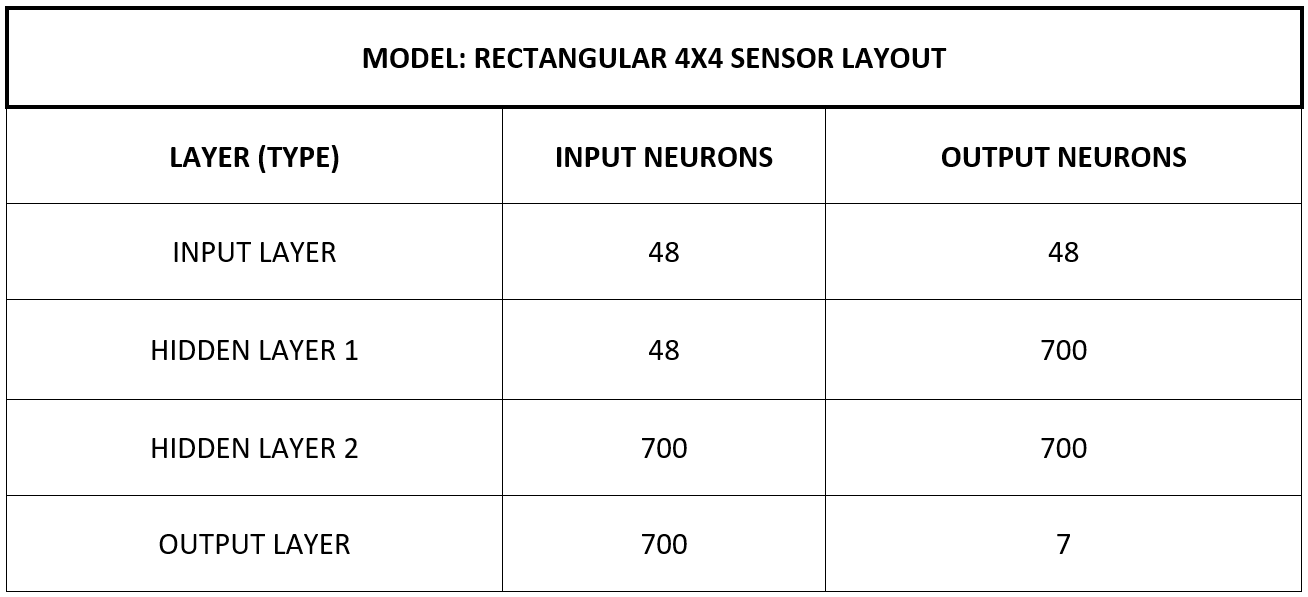 MODEL: RECTANGULAR 4X4 SENSOR LAYOUT
LAYER (TYPE) INPUT NEURONS OUTPUT NEURONS
INPUT LAYER 48 48
HIDDEN LAYER 1 48 700
HIDDEN LAYER 2 700 700
OUTPUT LAYER 700 7